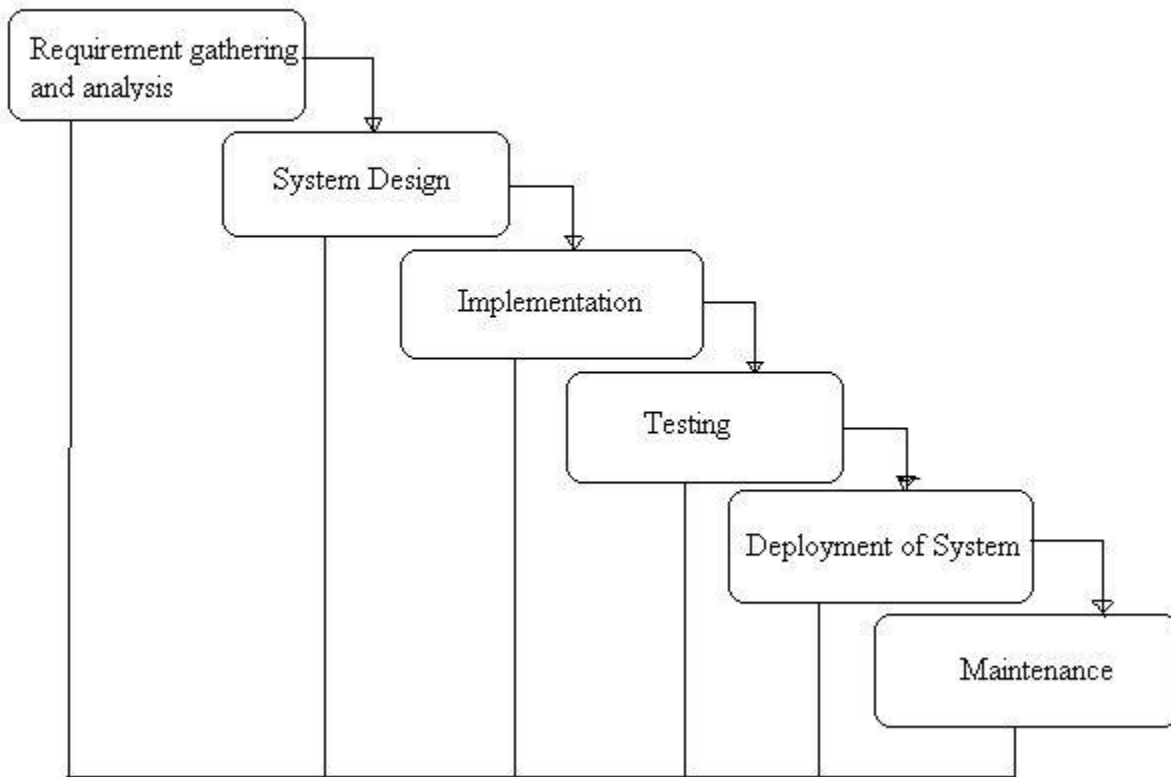 Requirement gathering
and analysis
System Design
Implementation
Testing
Deployment of System
Maintenance